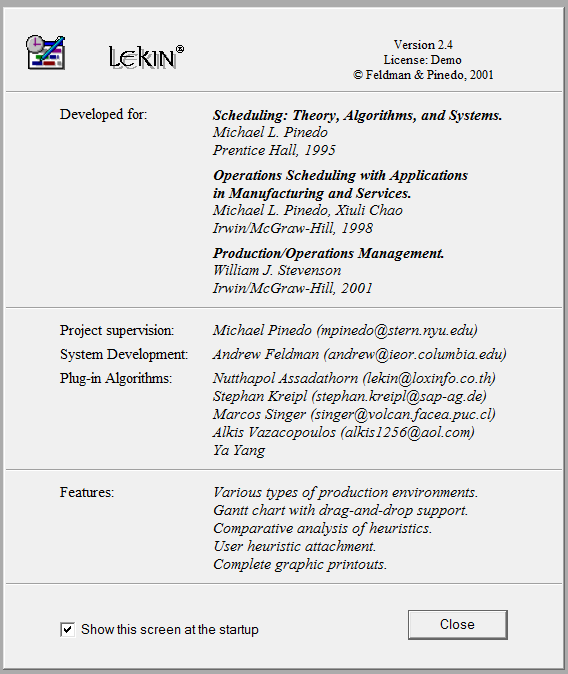 LEKIN®
Version 2.4
License: Demo
© Feldman & Pinedo, 2001
Developed for:
Scheduling: Theory, Algorithms, and Systems.
Michael L. Pinedo
Prentice Hall, 1995
Operations Scheduling with Applications
in Manufacturing and Services.
Michael L. Pinedo, Xiuli Chao
Irwin/McGraw-Hill, 1998
Production/Operations Management.
William J. Stevenson
Irwin/McGraw-Hill, 2001
Project supervision: Michael Pinedo (mpinedo@stern.nyu.edu)
System Development: Andrew Feldman (andrew@ieor.columbia.edu)
Plug-in Algorithms: Nutthapol Assadathorn (lekin@loxinfo.co.th)
Stephan Kreipl (stephan.kreipl@sap-ag.de)
Marcos Singer (singer@volcan.facea.puc.cl)
Alkis Vazacopoulos (alkis1256@aol.com)
Ya Yang
Features: Various types of production environments.
Gantt chart with drag-and-drop support.
Comparative analysis of heuristics.
User heuristic attachment.
Complete graphic printouts.
Show this screen at the startup
Close